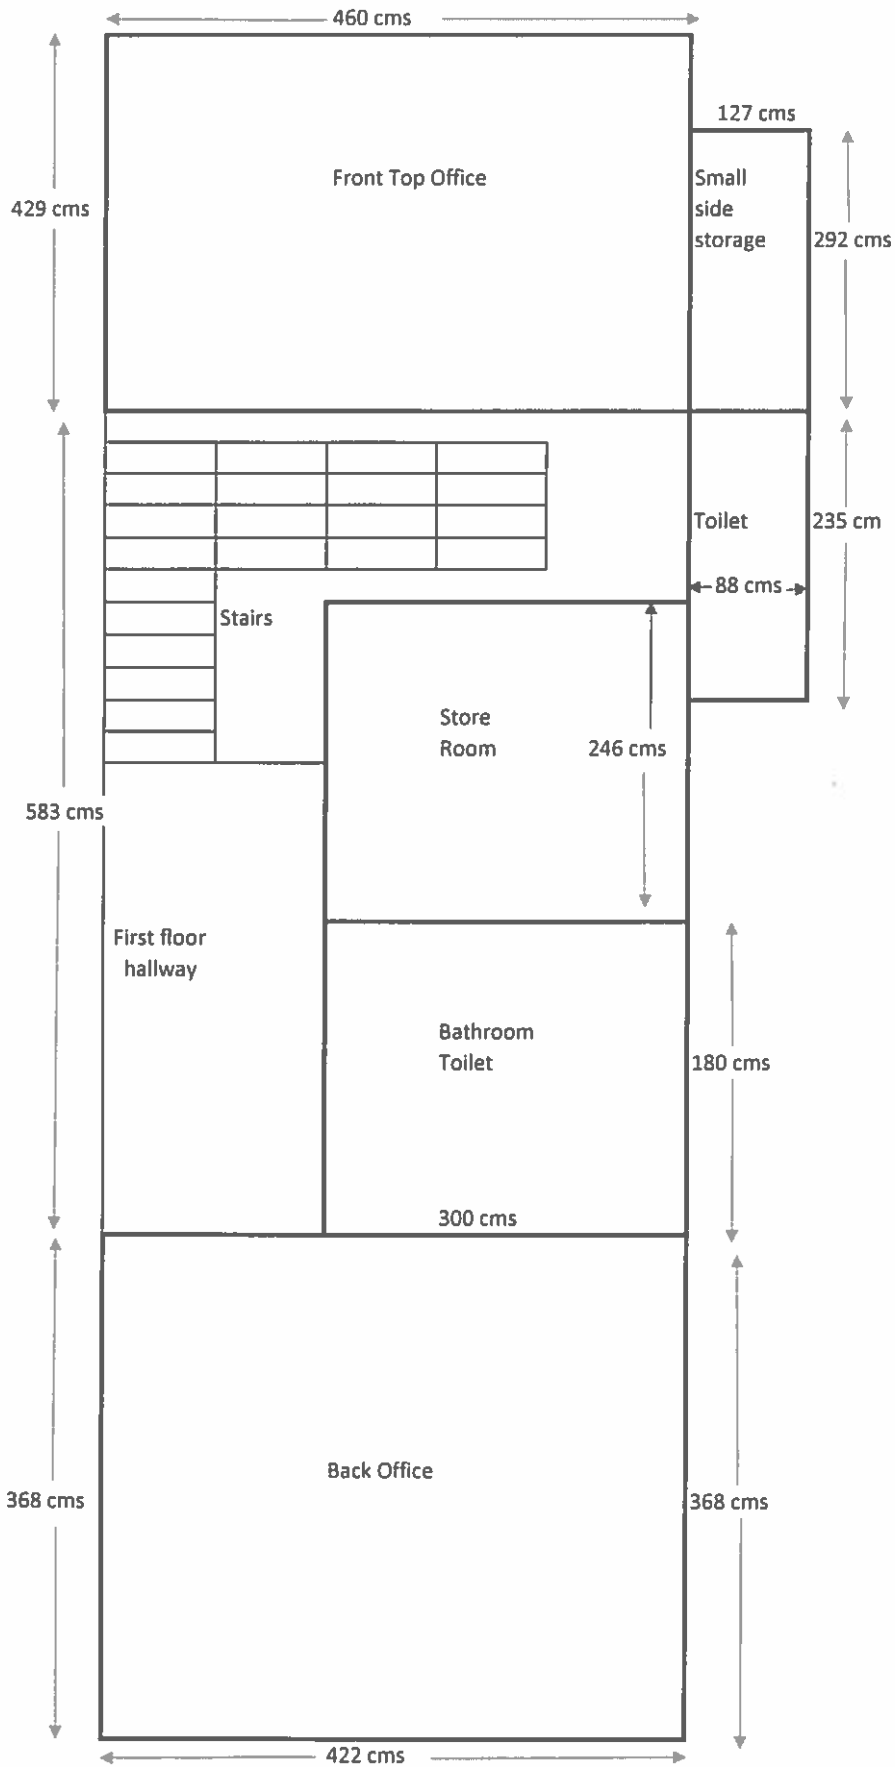 460 cms
127 cms
Front Top Office
Small
side
storage
429 cms
292 cms
Toilet
235 cm
88 cms
Stairs
Store
Room
246 cms
583 cms
First floor
hallway
Bathroom
Toilet
180 cms
300 cms
Back Office
368 cms
368 cms
422 cms